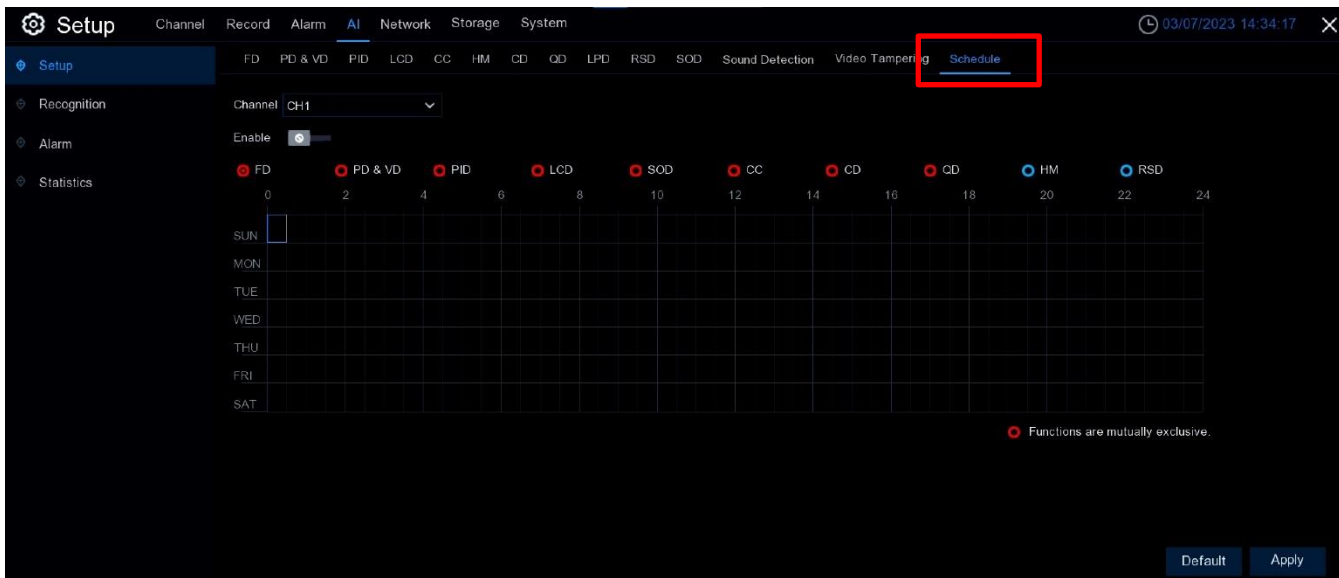 Setup Channel Record Alarm AI Network Storage System 03/07/2023 14:34:17
Setup FD PD & VD PID LCD CC HM CD QD LPD RSD SOD Sound Detection Video Tampering Schedule
Recognition
Alarm
Statistics
Channel CH1
Enable
FD PD & VD PID LCD SOD CC CD QD HM RSD
0 2 4 6 8 10 12 14 16 18 20 22 24
SUN
MON
TUE
WED
THU
FRI
SAT
Functions are mutually exclusive.
Default Apply